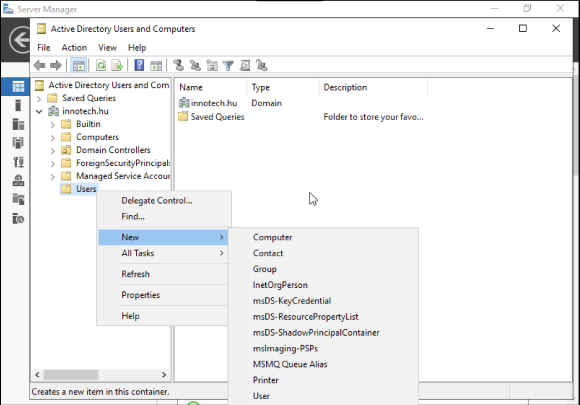 Server Manager
Active Directory Users and Computers
File Action View Help
Active Directory Users and Com
Saved Queries
innotech.hu
Builtin
Computers
Domain Controllers
ForeignSecurityPrincipals
Managed Service Accour
Users
Name Type Description
innotech.hu Domain
Saved Queries Folder to store your favo...
Delegate Control...
Find...
New
All Tasks
Refresh
Properties
Help
Computer
Contact
Group
InetOrgPerson
msDS-KeyCredential
msDS-ResourcePropertyList
msDS-ShadowPrincipalContainer
msImaging-PSPs
MSMQ Queue Alias
Printer
User
Creates a new item in this container.